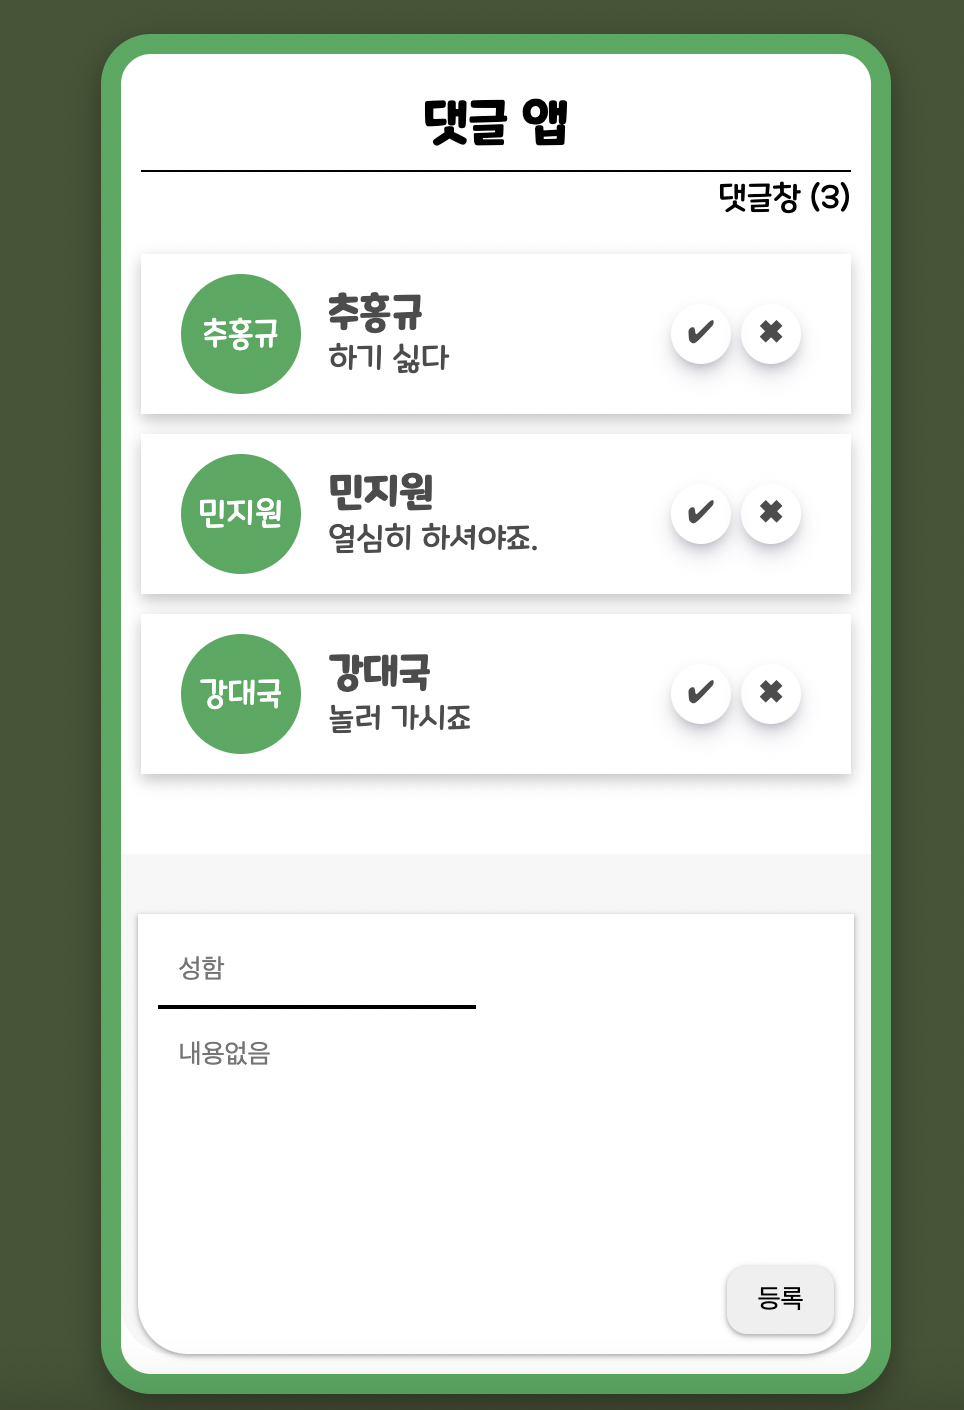 댓글 앱
댓글창 (3)
추홍규
추홍규
하기 싫다
✔ ✖
민지원
민지원
열심히 하셔야죠.
✔ ✖
강대국
강대국
놀러 가시죠
✔ ✖
성함
내용없음
등록